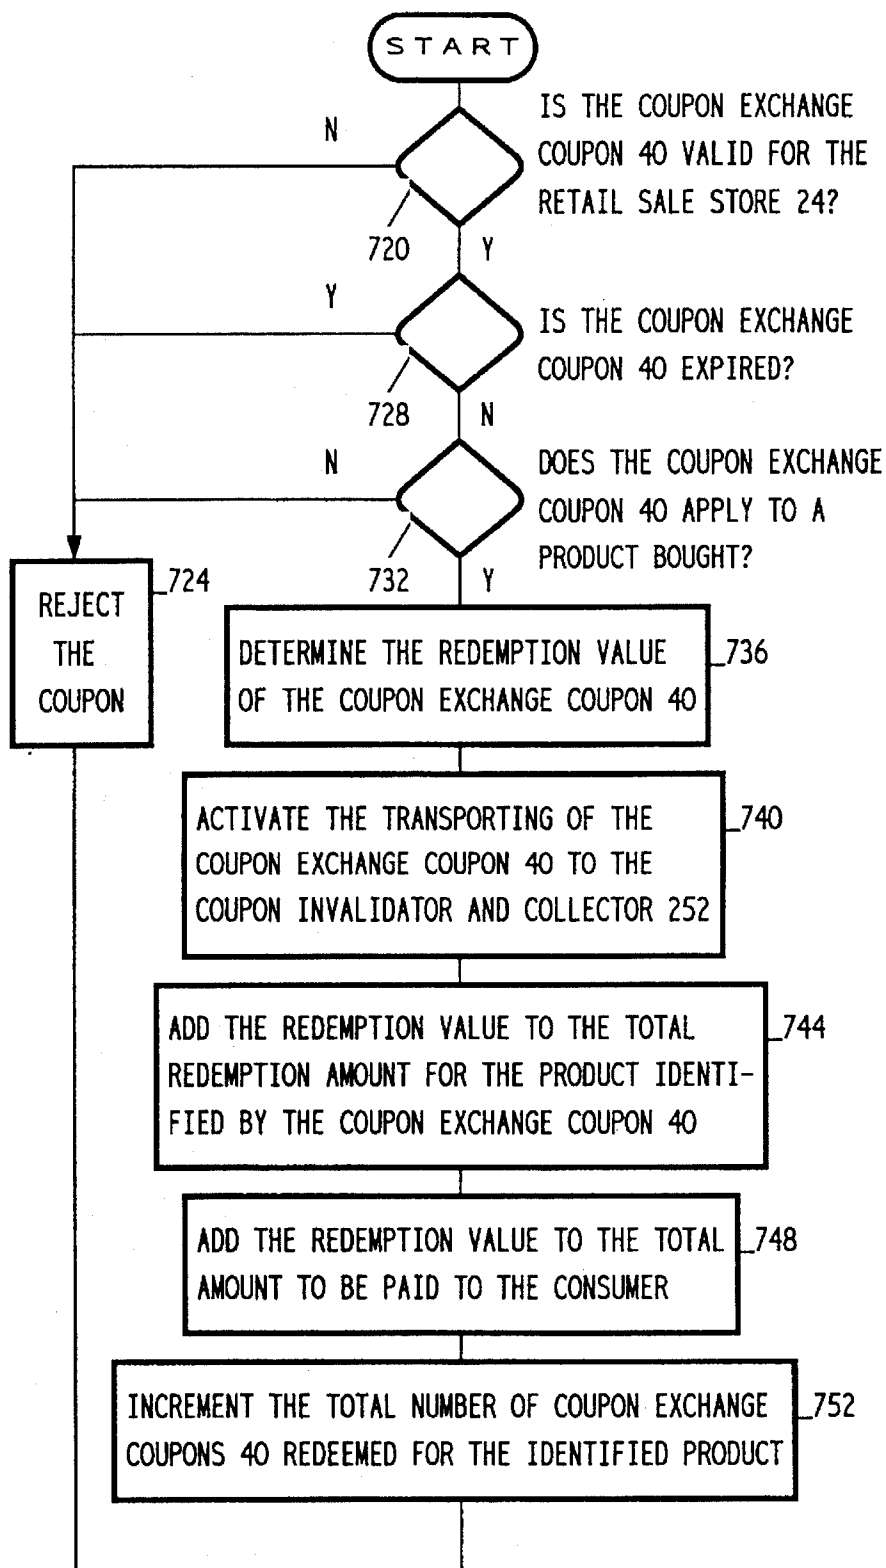 START
IS THE COUPON EXCHANGE
COUPON 40 VALID FOR THE
RETAIL SALE STORE 24?
N
720
Y
Y
IS THE COUPON EXCHANGE
COUPON 40 EXPIRED?
728
N
N
DOES THE COUPON EXCHANGE
COUPON 40 APPLY TO A
PRODUCT BOUGHT?
732
Y
REJECT
THE
COUPON
724
DETERMINE THE REDEMPTION VALUE
OF THE COUPON EXCHANGE COUPON 40
736
ACTIVATE THE TRANSPORTING OF THE
COUPON EXCHANGE COUPON 40 TO THE
COUPON INVALIDATOR AND COLLECTOR 252
740
ADD THE REDEMPTION VALUE TO THE TOTAL
REDEMPTION AMOUNT FOR THE PRODUCT IDENTI-
FIED BY THE COUPON EXCHANGE COUPON 40
744
ADD THE REDEMPTION VALUE TO THE TOTAL
AMOUNT TO BE PAID TO THE CONSUMER
748
INCREMENT THE TOTAL NUMBER OF COUPON EXCHANGE
COUPONS 40 REDEEMED FOR THE IDENTIFIED PRODUCT
752